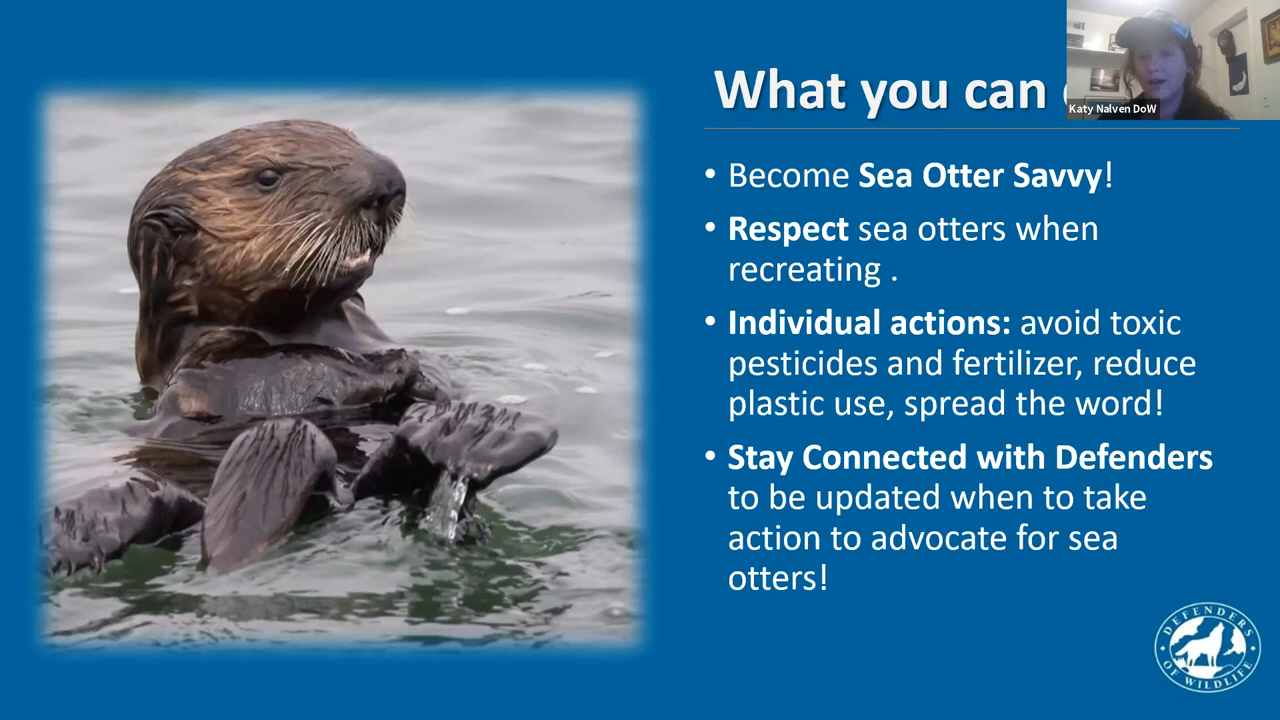 What you can
Katy Nalven DoW
• Become Sea Otter Savvy!
• Respect sea otters when
recreating .
• Individual actions: avoid toxic
pesticides and fertilizer, reduce
plastic use, spread the word!
• Stay Connected with Defenders
to be updated when to take
action to advocate for sea
otters!
DEFENDERS
OF WILDLIFE